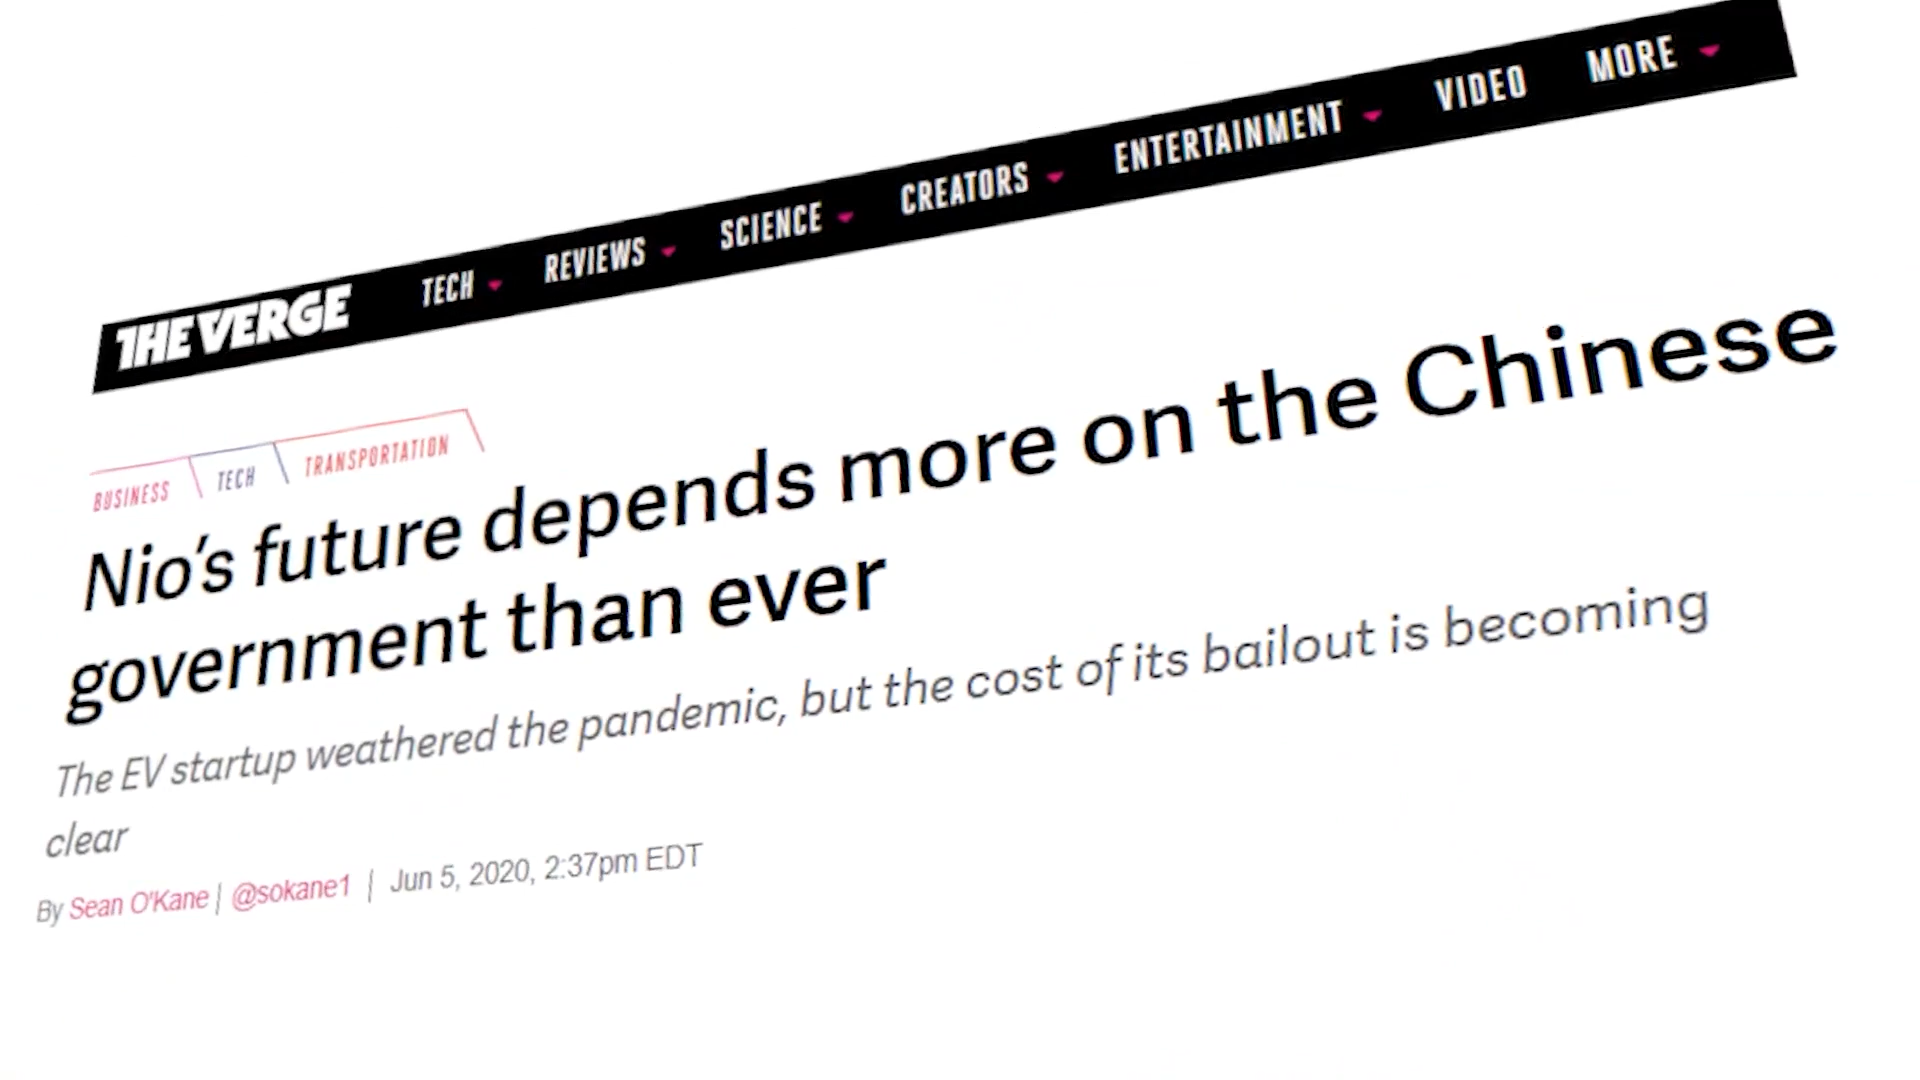 THE VERGE TECH REVIEWS SCIENCE CREATORS ENTERTAINMENT VIDEO MORE
BUSINESS TECH TRANSPORTATION
Nio's future depends more on the Chinese
government than ever
The EV startup weathered the pandemic, but the cost of its bailout is becoming
clear
By Sean O'Kane | @sokane1 | Jun 5, 2020, 2:37pm EDT